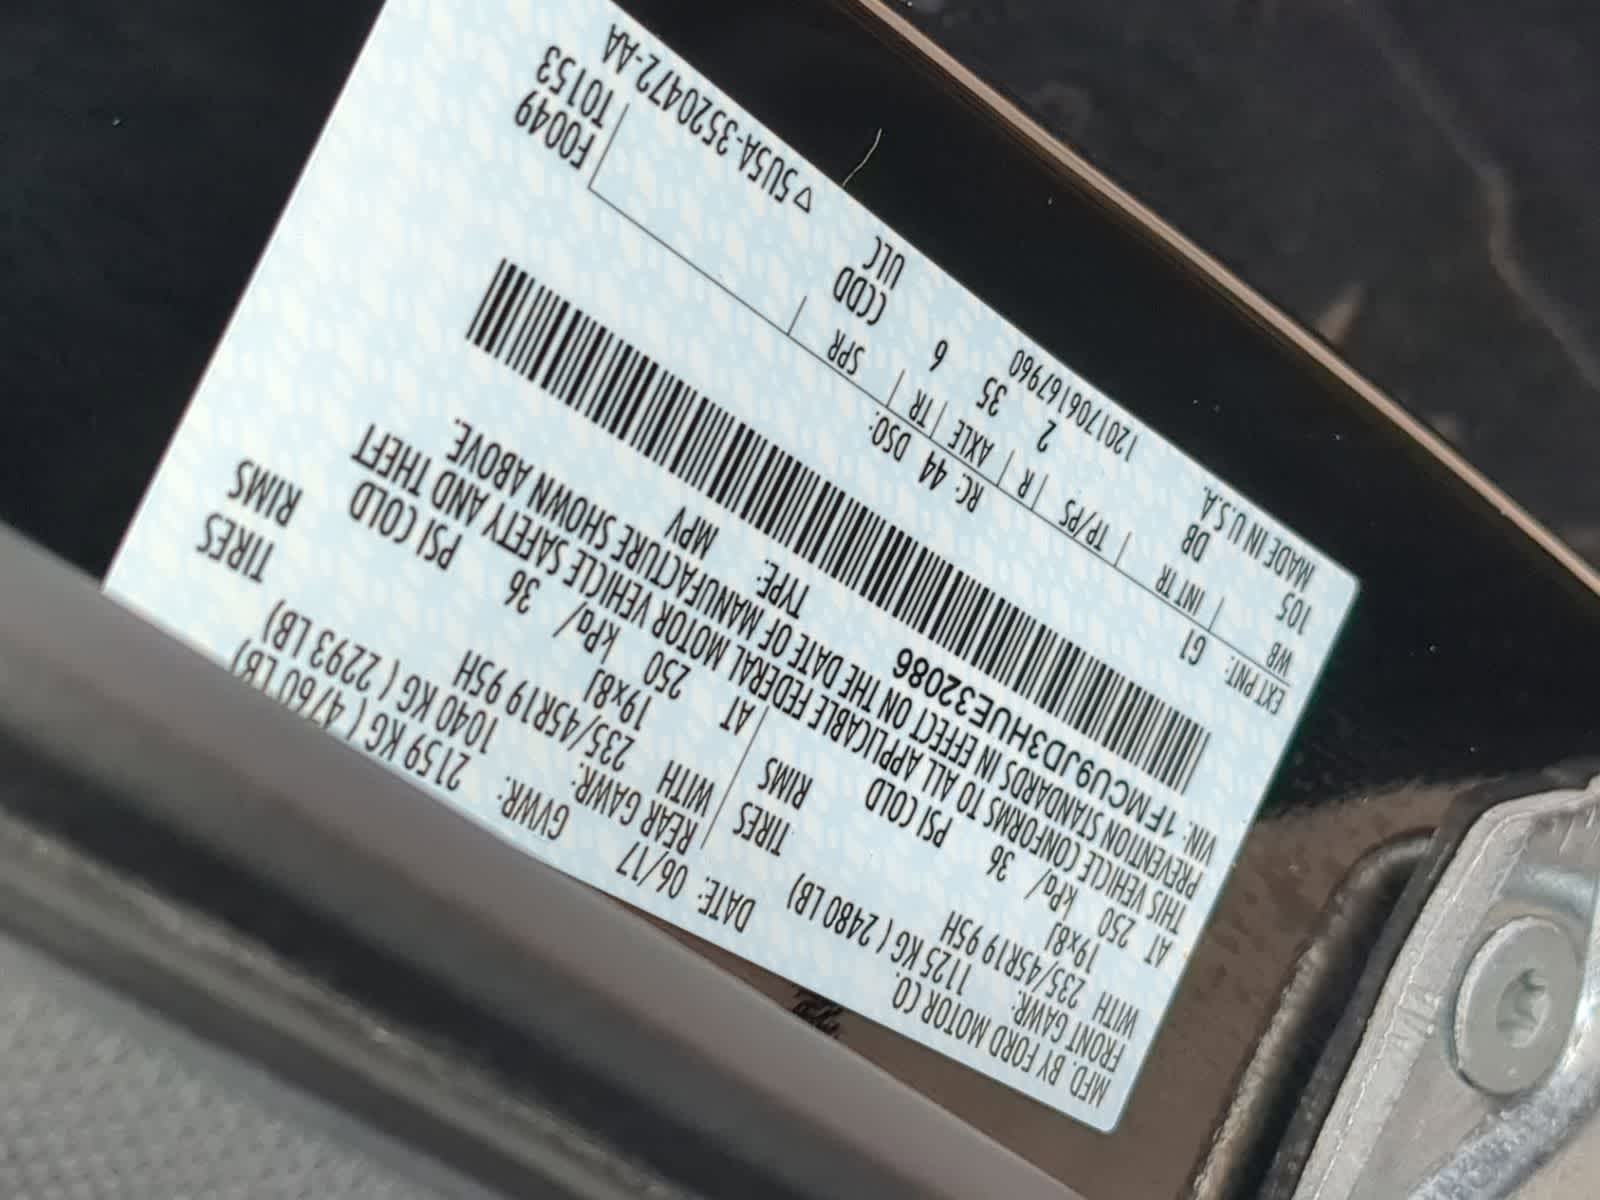 MFD. BY FORD MOTOR CO.
DATE: 06/17 GVWR: 2159 KG ( 4760 LB)
FRONT GAWR: 1125 KG ( 2480 LB) REAR GAWR: 1040 KG ( 2293 LB)
WITH 235/45R19 95H TIRES WITH 235/45R19 95H TIRES
19x8J RIMS 19x8J RIMS
AT 250 kPa/ 36 PSI COLD AT 250 kPa/ 36 PSI COLD
THIS VEHICLE CONFORMS TO ALL APPLICABLE FEDERAL MOTOR VEHICLE SAFETY AND THEFT
PREVENTION STANDARDS IN EFFECT ON THE DATE OF MANUFACTURE SHOWN ABOVE.
VIN: 1FMCU9JD3HUE32086 TYPE: MPV
F0049
T0153
EXT PNT: G1 RC: 44 DSO:
WB INT TR TP/PS R AXLE TR SPR
105 DB 2 35 6 CCDD
MADE IN U.S.A. 1201706167960 UTC
▽5U5A-3520472-AA